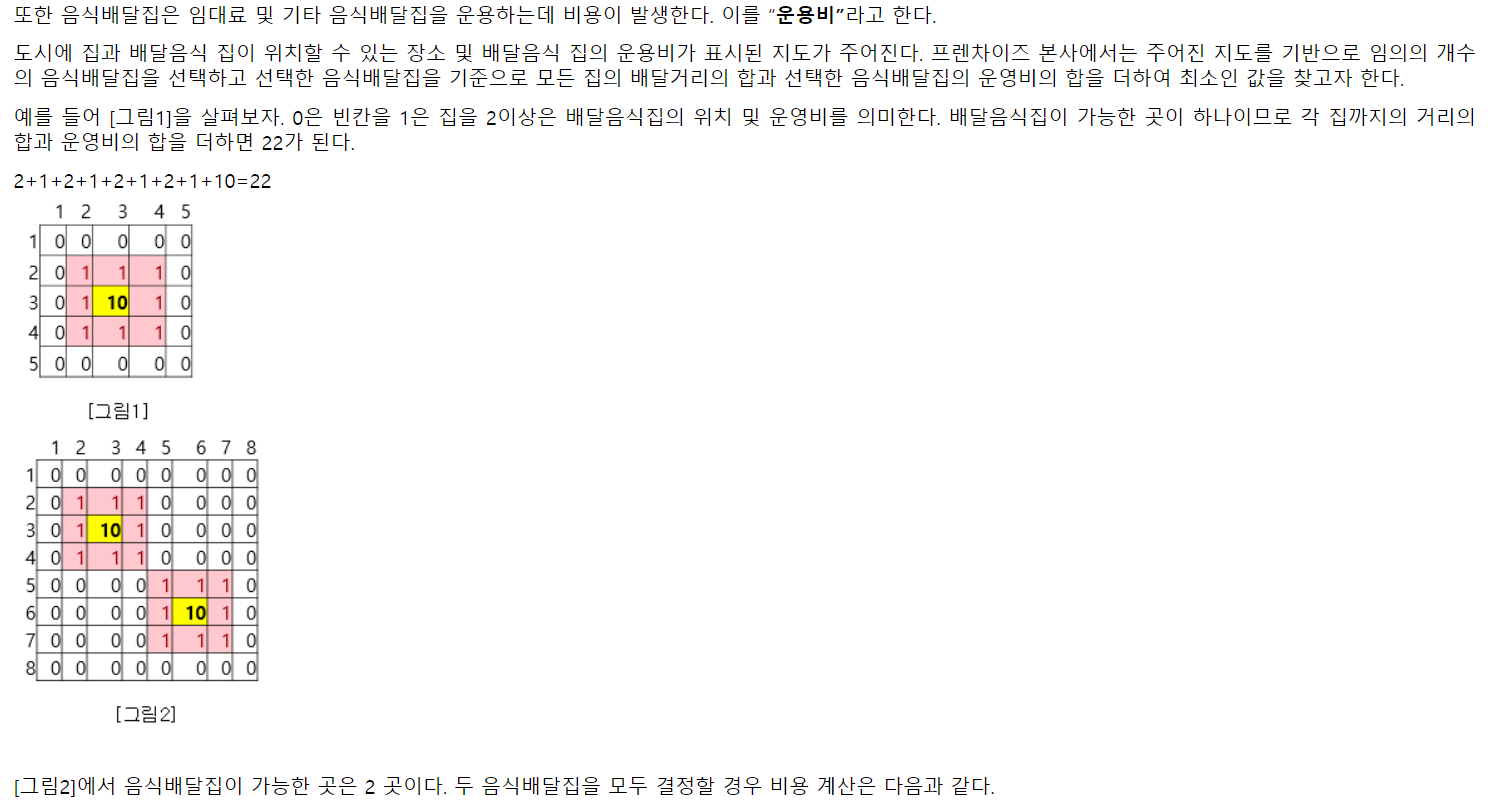 또한 음식배달집은 임대료 및 기타 음식배달집을 운용하는데 비용이 발생한다. 이를 “운용비”라고 한다.
도시에 집과 배달음식 집이 위치할 수 있는 장소 및 배달음식 집의 운용비가 표시된 지도가 주어진다. 프렌차이즈 본사에서는 주어진 지도를 기반으로 임의의 개수
의 음식배달집을 선택하고 선택한 음식배달집을 기준으로 모든 집의 배달거리의 합과 선택한 음식배달집의 운영비의 합을 더하여 최소인 값을 찾고자 한다.
예를 들어 [그림1]을 살펴보자. 0은 빈칸을 1은 집을 2이상은 배달음식집의 위치 및 운영비를 의미한다. 배달음식집이 가능한 곳이 하나이므로 각 집까지의 거리의
합과 운영비의 합을 더하면 22가 된다.
2+1+2+1+2+1+2+1+10=22
1 2 3 4 5
1 0 0 0 0 0
2 0 1 1 1 0
3 0 1 10 1 0
4 0 1 1 1 0
5 0 0 0 0 0
[그림1]
1 2 3 4 5 6 7 8
1 0 0 0 0 0 0 0 0
2 0 1 1 1 0 0 0 0
3 0 1 10 1 0 0 0 0
4 0 1 1 1 0 0 0 0
5 0 0 0 0 1 1 1 0
6 0 0 0 0 1 10 1 0
7 0 0 0 0 1 1 1 0
8 0 0 0 0 0 0 0 0
[그림2]
[그림2]에서 음식배달집이 가능한 곳은 2 곳이다. 두 음식배달집을 모두 결정할 경우 비용 계산은 다음과 같다.